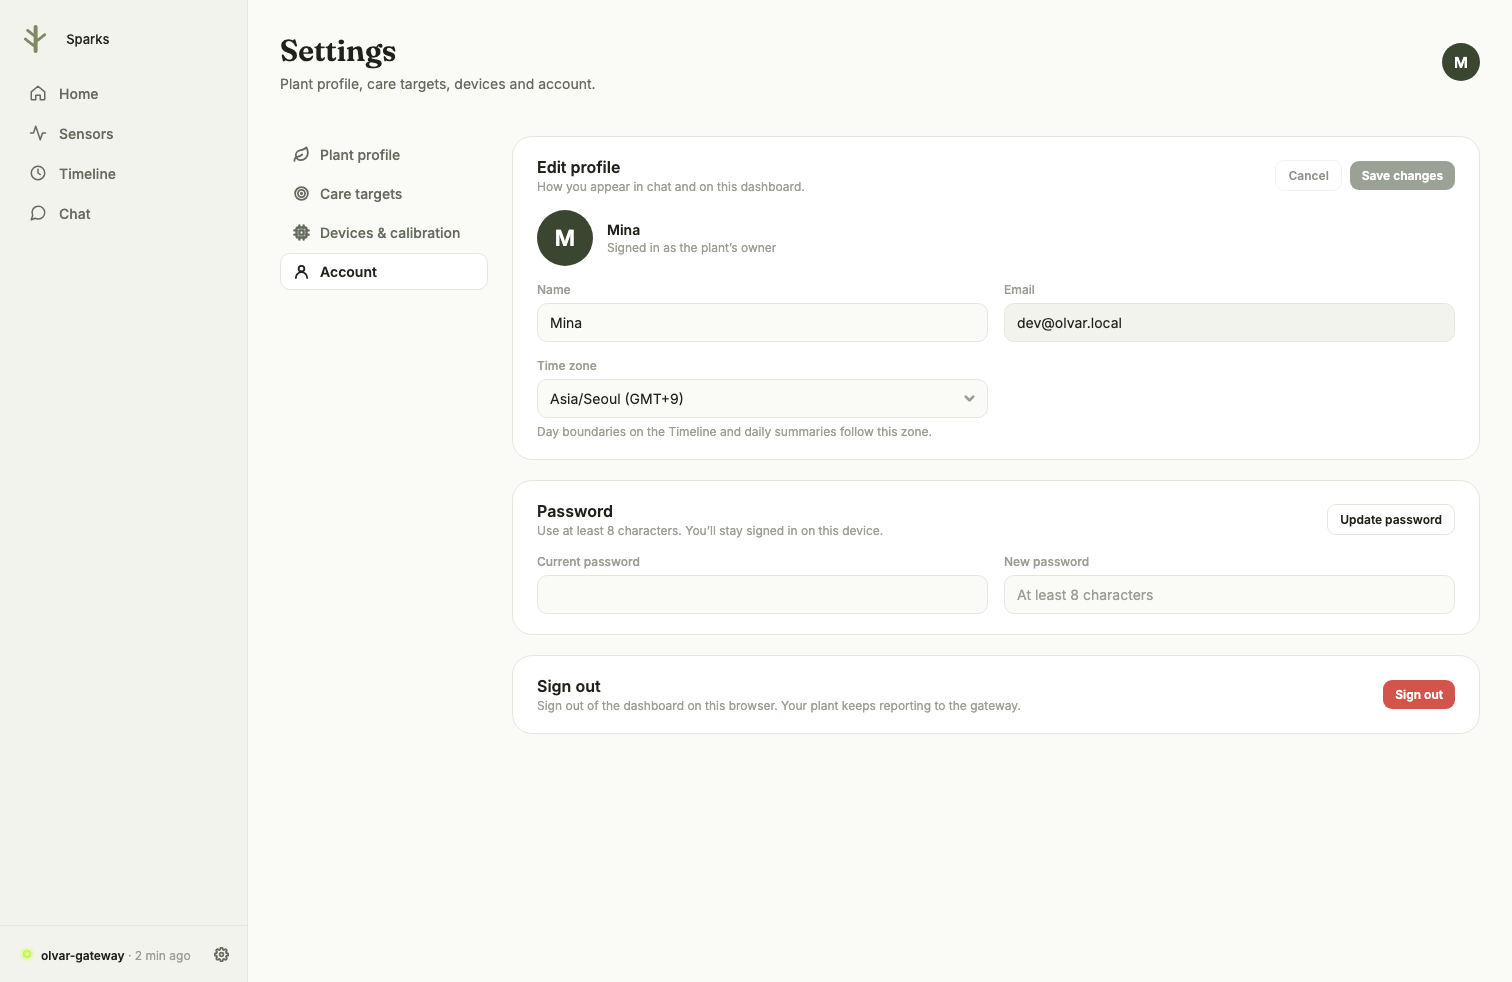 Sparks
Home
Sensors
Timeline
Chat
olvar-gateway · 2 min ago
Settings
Plant profile, care targets, devices and account.
M
Plant profile
Care targets
Devices & calibration
Account
Edit profile
How you appear in chat and on this dashboard.
Cancel
Save changes
M
Mina
Signed in as the plant’s owner
Name
Email
Mina
dev@olvar.local
Time zone
Asia/Seoul (GMT+9)
Day boundaries on the Timeline and daily summaries follow this zone.
Password
Use at least 8 characters. You’ll stay signed in on this device.
Update password
Current password
New password
At least 8 characters
Sign out
Sign out of the dashboard on this browser. Your plant keeps reporting to the gateway.
Sign out